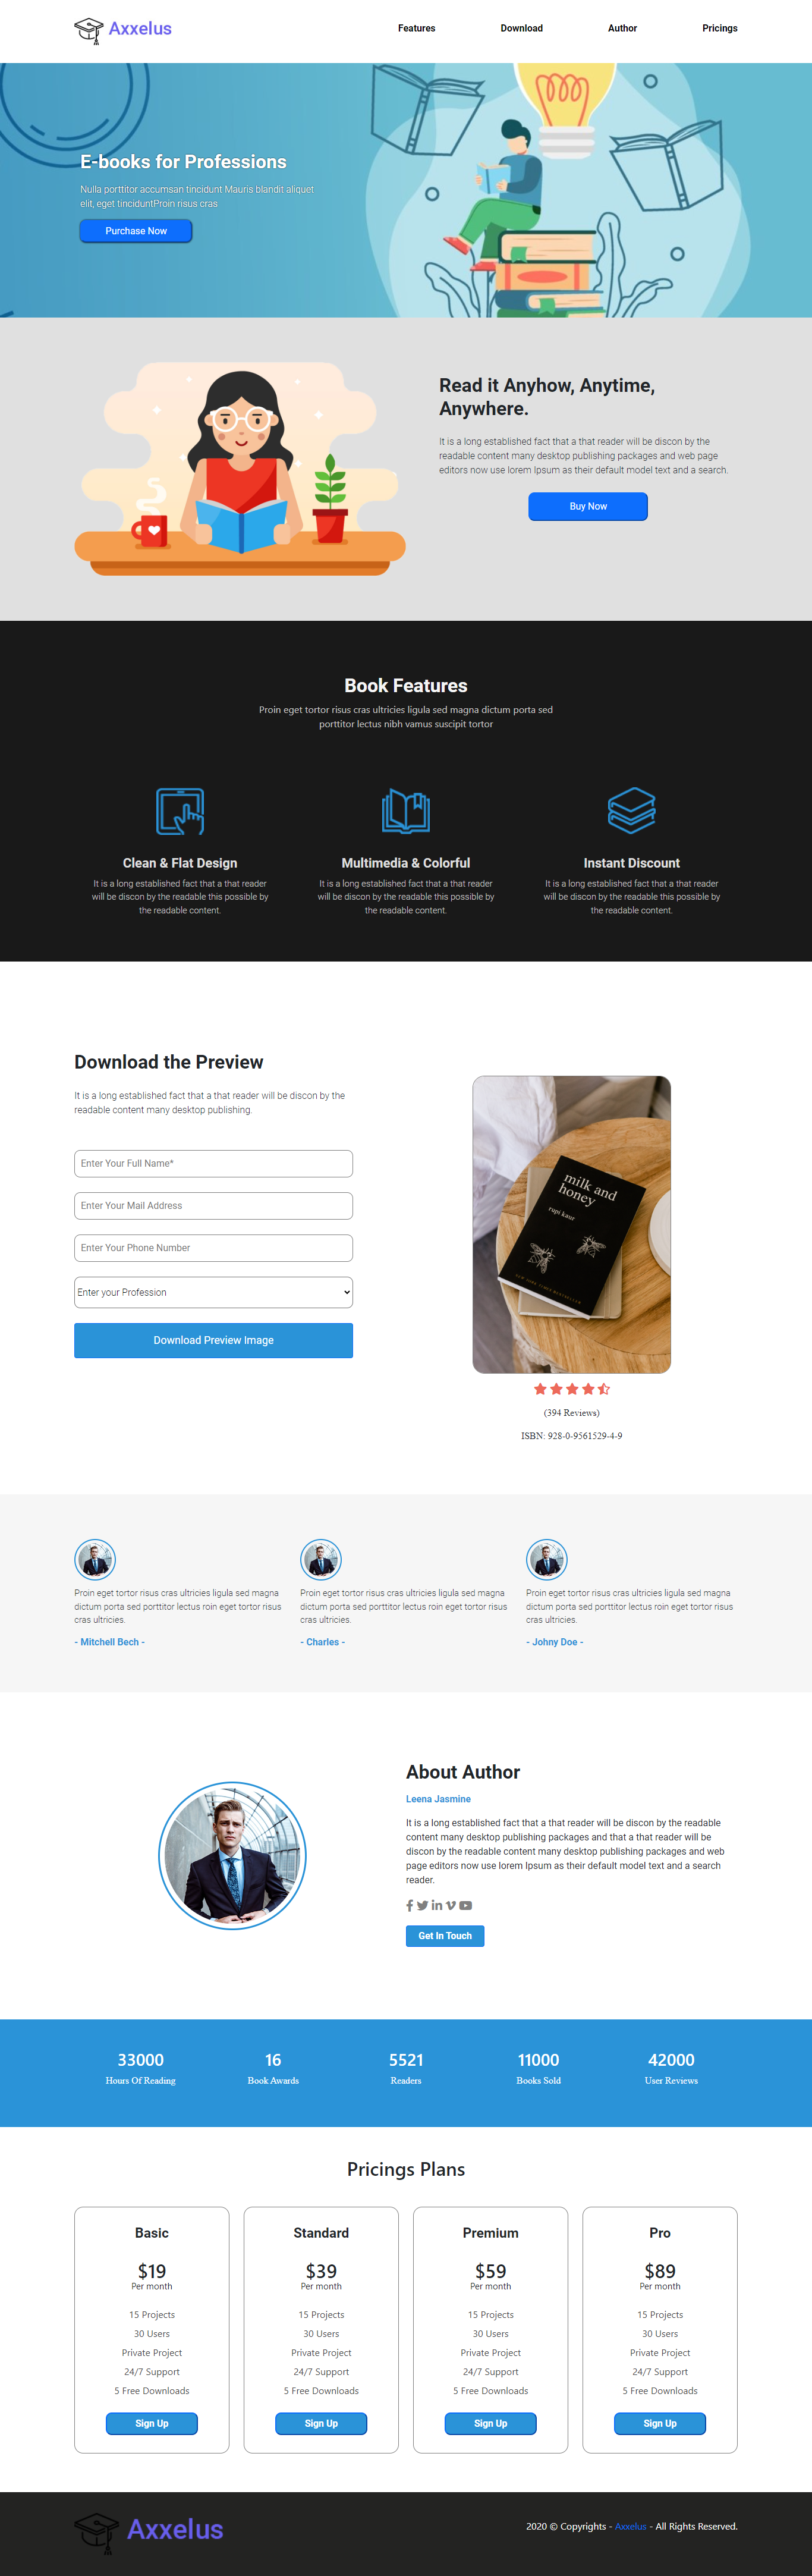 Axxelus
Features
Download
Author
Pricings
E-books for Professions
Nulla porttitor accumsan tincidunt Mauris blandit aliquet
elit, eget tinciduntProin risus cras
Purchase Now
Read it Anyhow, Anytime,
Anywhere.
It is a long established fact that a that reader will be discon by the
readable content many desktop publishing packages and web page
editors now use lorem Ipsum as their default model text and a search.
Buy Now
Book Features
Proin eget tortor risus cras ultricies ligula sed magna dictum porta sed
porttitor lectus nibh vamus suscipit tortor
Clean & Flat Design
It is a long established fact that a that reader
will be discon by the readable this possible by
the readable content.
Multimedia & Colorful
It is a long established fact that a that reader
will be discon by the readable this possible by
the readable content.
Instant Discount
It is a long established fact that a that reader
will be discon by the readable this possible by
the readable content.
Download the Preview
It is a long established fact that a that reader will be discon by the
readable content many desktop publishing.
Enter Your Full Name*
Enter Your Mail Address
Enter Your Phone Number
Enter your Profession
Download Preview Image
milk and
honey
rupi kaur
NEW YORK TIMES BESTSELLER
(394 Reviews)
ISBN: 928-0-9561529-4-9
Proin eget tortor risus cras ultricies ligula sed magna
dictum porta sed porttitor lectus roin eget tortor risus
cras ultricies.
- Mitchell Bech -
Proin eget tortor risus cras ultricies ligula sed magna
dictum porta sed porttitor lectus roin eget tortor risus
cras ultricies.
- Charles -
Proin eget tortor risus cras ultricies ligula sed magna
dictum porta sed porttitor lectus roin eget tortor risus
cras ultricies.
- Johny Doe -
About Author
Leena Jasmine
It is a long established fact that a that reader will be discon by the readable
content many desktop publishing packages and that a that reader will be
discon by the readable content many desktop publishing packages and web
page editors now use lorem Ipsum as their default model text and a search
reader.
Get In Touch
33000
Hours Of Reading
16
Book Awards
5521
Readers
11000
Books Sold
42000
User Reviews
Pricings Plans
Basic
$19
Per month
15 Projects
30 Users
Private Project
24/7 Support
5 Free Downloads
Sign Up
Standard
$39
Per month
15 Projects
30 Users
Private Project
24/7 Support
5 Free Downloads
Sign Up
Premium
$59
Per month
15 Projects
30 Users
Private Project
24/7 Support
5 Free Downloads
Sign Up
Pro
$89
Per month
15 Projects
30 Users
Private Project
24/7 Support
5 Free Downloads
Sign Up
Axxelus
2020 © Copyrights - Axxelus - All Rights Reserved.